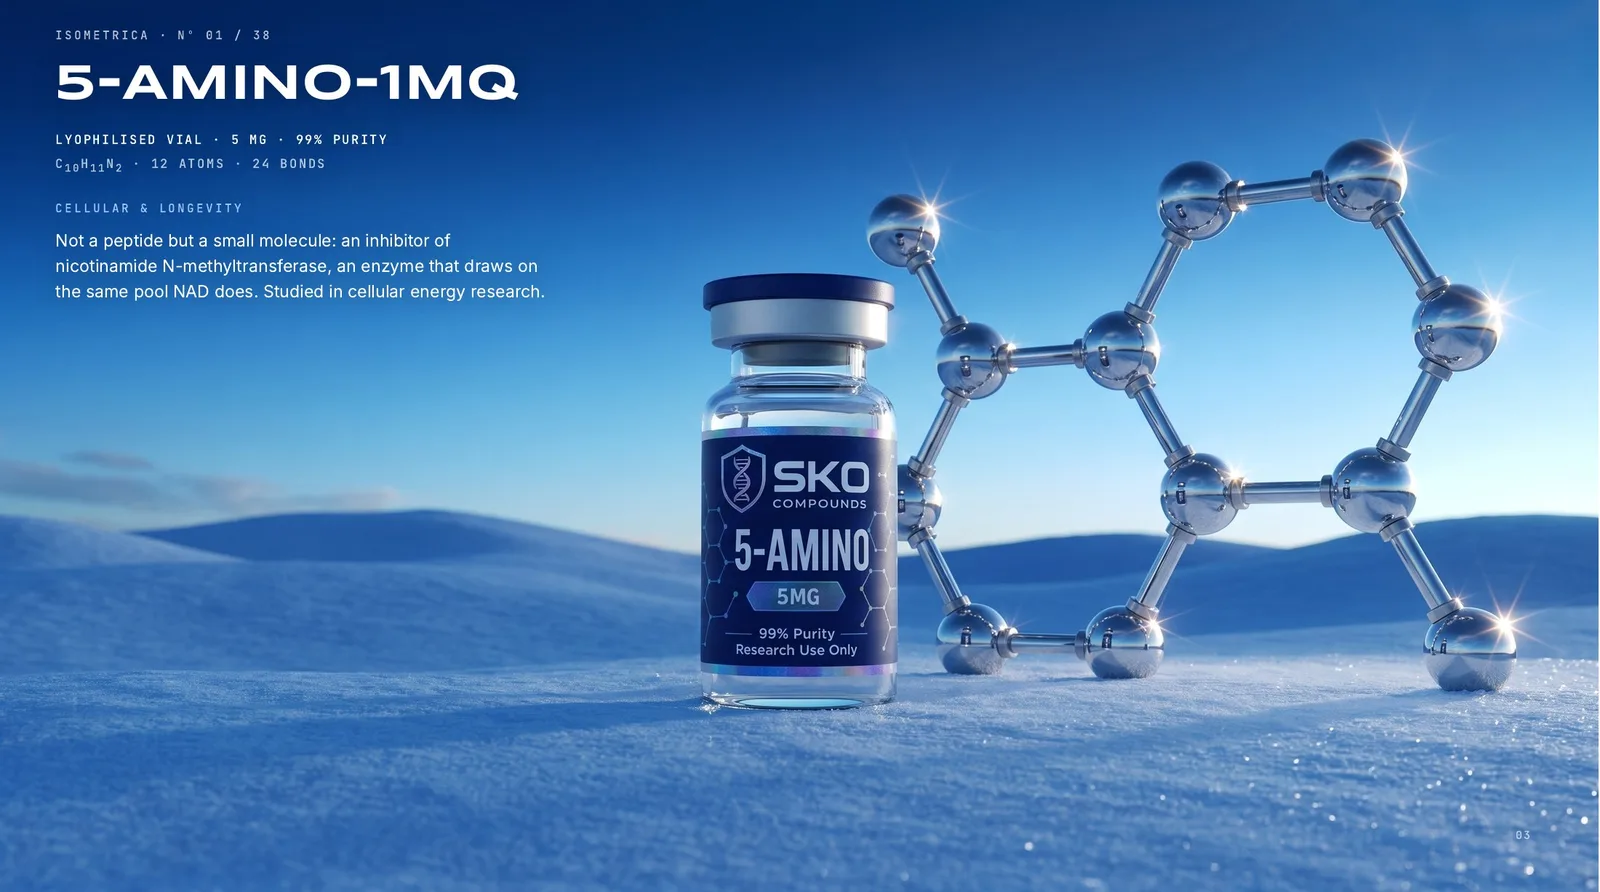 ISOMETRICA · N° 01 / 38
5-AMINO-1MQ
LYOPHILISED VIAL · 5 MG · 99% PURITY
C₁₀H₁₁N₂ · 12 ATOMS · 24 BONDS
CELLULAR & LONGEVITY
Not a peptide but a small molecule: an inhibitor of
nicotinamide N-methyltransferase, an enzyme that draws on
the same pool NAD does. Studied in cellular energy research.
SKO
COMPOUNDS
5-AMINO
5MG
99% Purity
Research Use Only
03